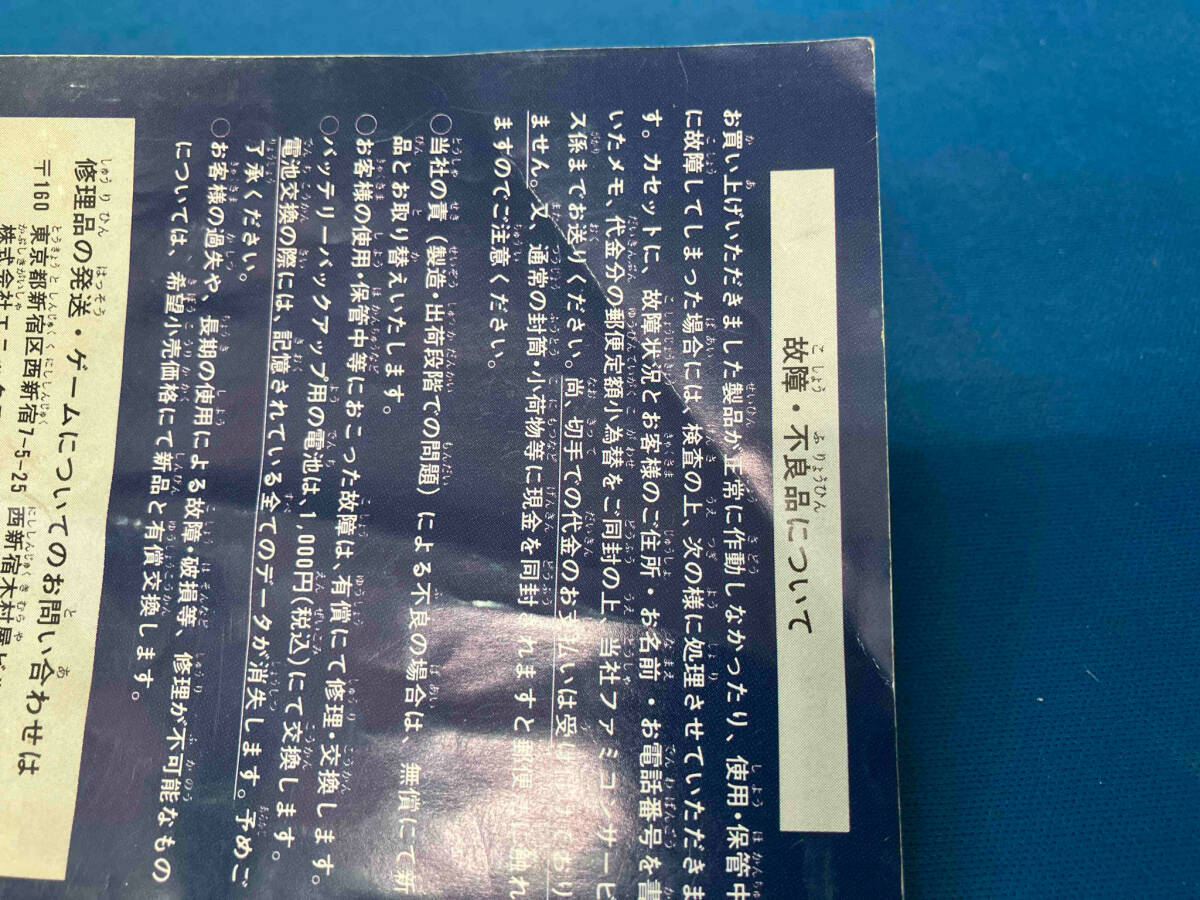 故障・不良品について
お買い上げいただきました製品が正常に作動しなかったり、使用・保管中
に故障してしまった場合には、検査の上、次の様に処理させていただきま
す。カセットに、故障状況とお客様のご住所・お名前・お電話番号を書
いたメモ、代金分の郵便定額小為替をご同封の上、当社ファミコンサービ
ス係までお送りください。尚、切手での代金のお支払いは受け ており
ません。又、通常の封筒・小荷物等に現金を同封されますと郵便 に触れ
ますのでご注意ください。
○当社の責(製造・出荷段階での問題)による不良の場合は、無償にて新
品とお取り替えいたします。
○お客様の使用・保管中等におこった故障は、有償にて修理・交換します。
○バッテリーバックアップ用の電池は、1,000円(税込)にて交換します。
電池交換の際には、記憶されている全てのデータが消失します。予めご
了承ください。
○お客様の過失や、長期の使用による故障・破損等、修理が不可能なもの
については、希望小売価格にて新品と有償交換します。
修理品の発送・ゲームについてのお問い合わせは
〒160 東京都新宿区西新宿7-5-25 西新宿木村屋ビ
株式会社エニックス